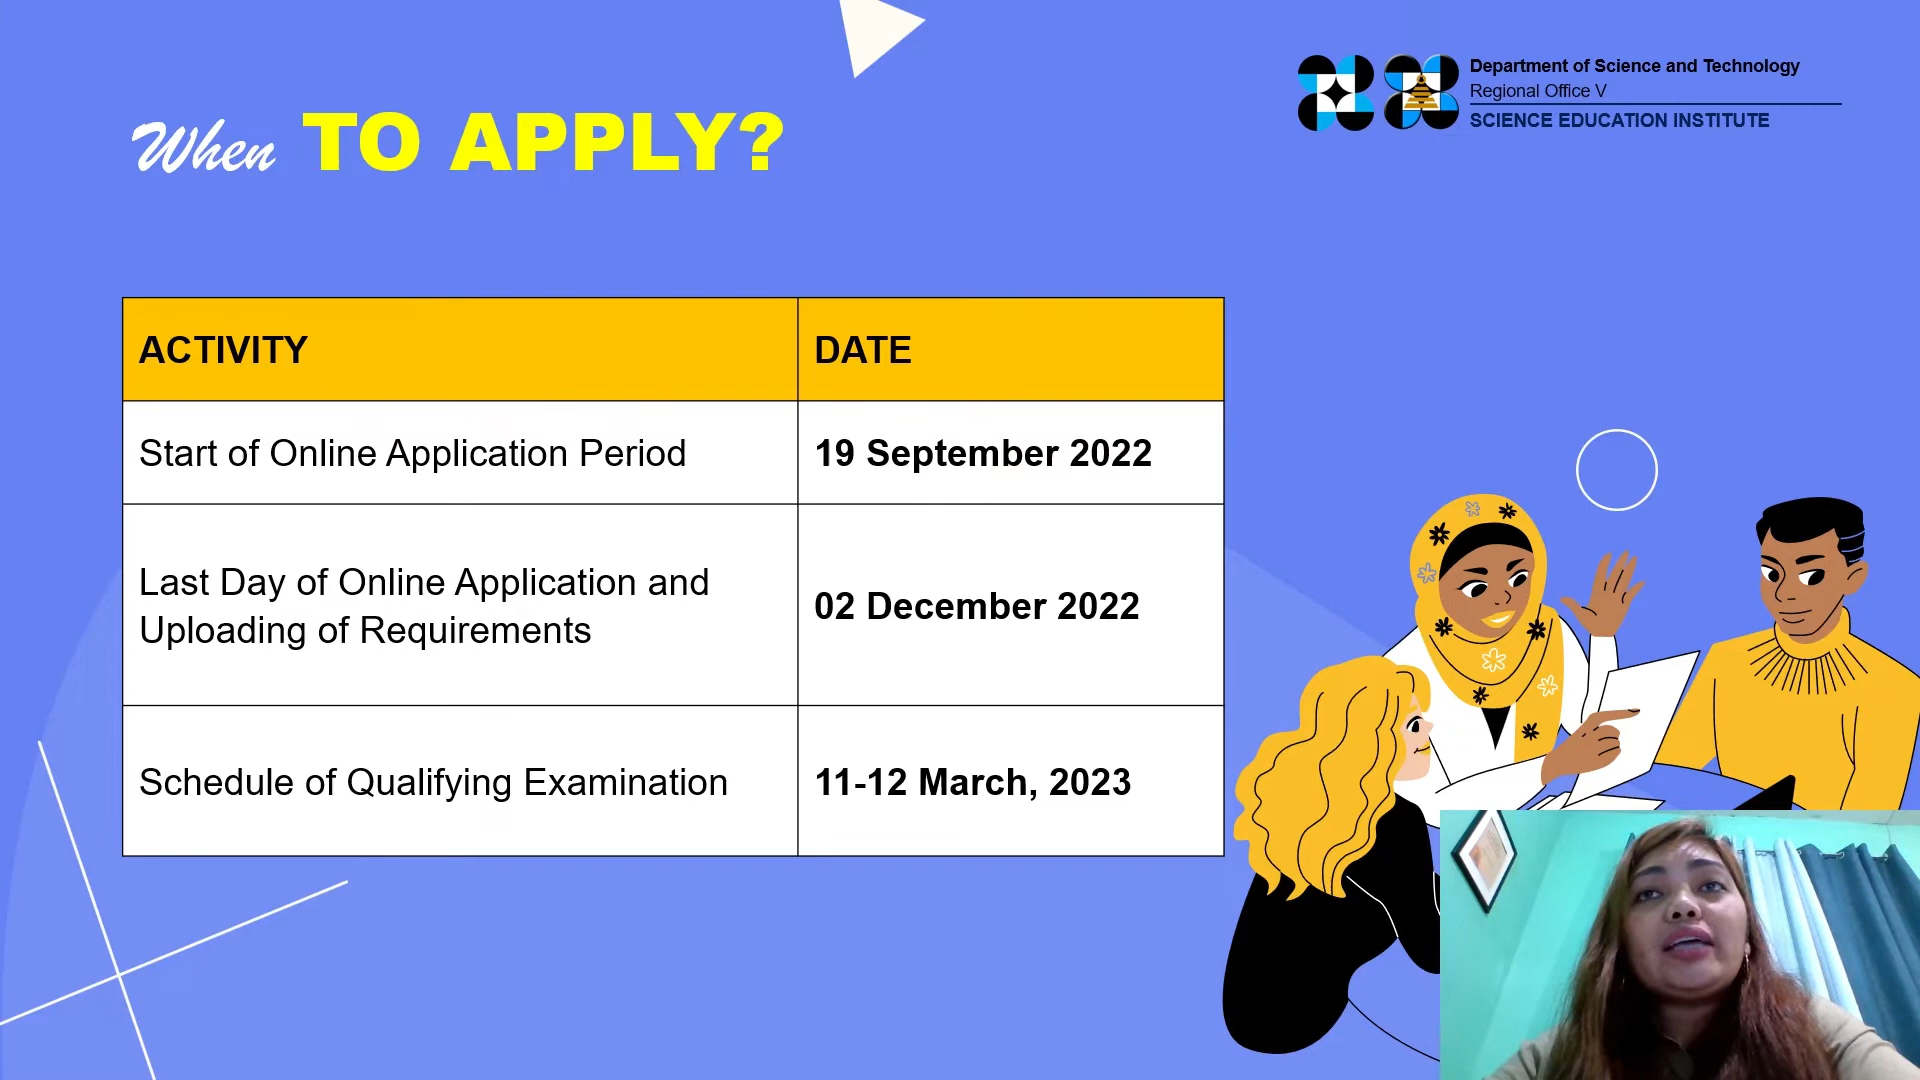 When TO APPLY?
Department of Science and Technology
Regional Office V
SCIENCE EDUCATION INSTITUTE
ACTIVITY DATE
Start of Online Application Period 19 September 2022
Last Day of Online Application and
Uploading of Requirements 02 December 2022
Schedule of Qualifying Examination 11-12 March, 2023